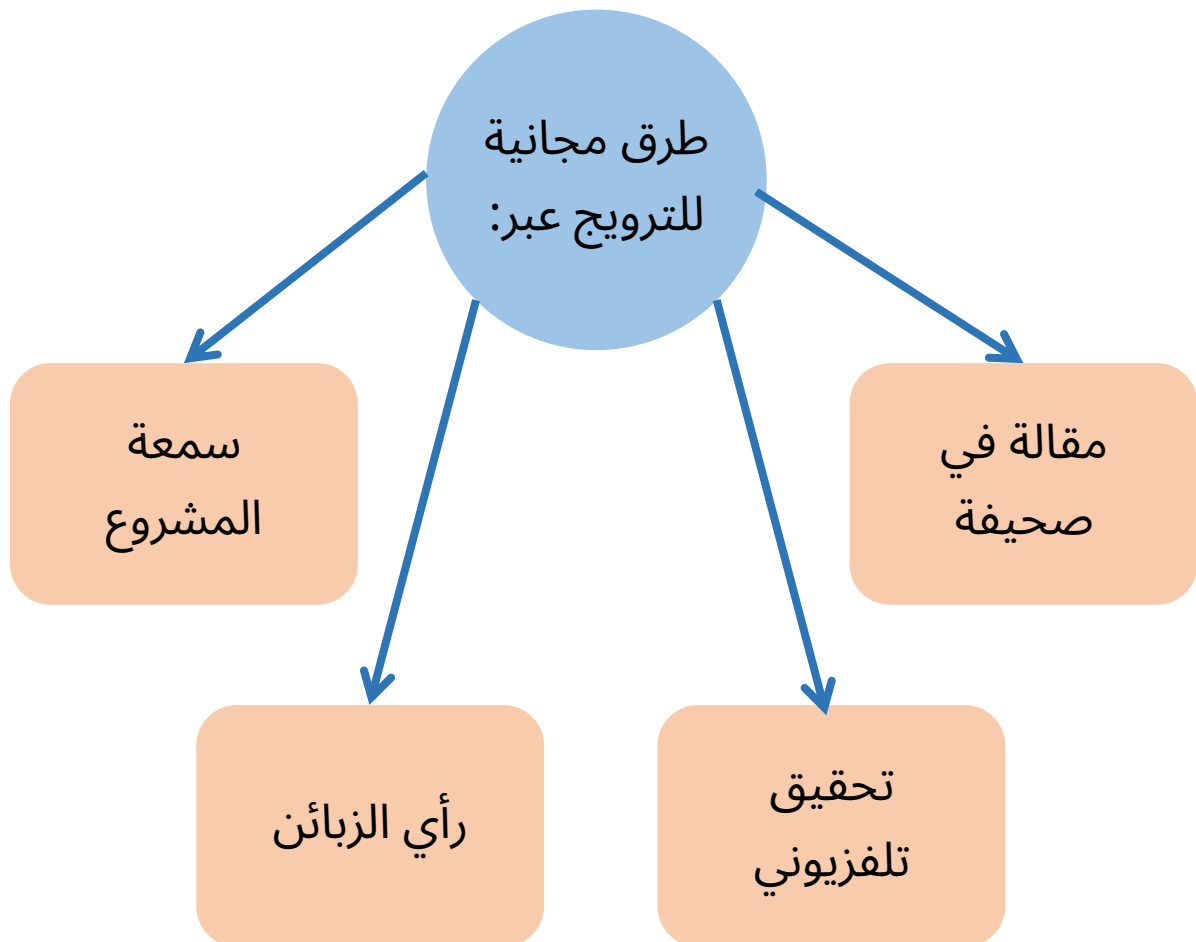 طرق مجانية
للترويج عبر:
مقالة في
صحيفة
سمعة
المشروع
تحقيق
تلفزيوني
رأي الزبائن